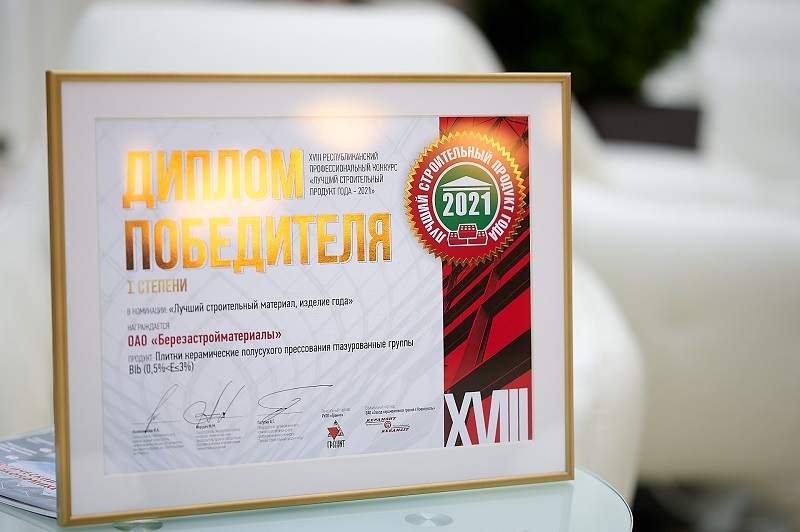 ДИПЛОМ
ПОБЕДИТЕЛЯ
I СТЕПЕНИ
XVIII РЕСПУБЛИКАНСКИЙ
ПРОФЕССИОНАЛЬНЫЙ КОНКУРС
«ЛУЧШИЙ СТРОИТЕЛЬНЫЙ
ПРОДУКТ ГОДА - 2021»
ЛУЧШИЙ СТРОИТЕЛЬНЫЙ ПРОДУКТ ГОДА
2021
В НОМИНАЦИИ: «Лучший строительный материал, изделие года»
НАГРАЖДАЕТСЯ
ОАО «Березастройматериалы»
ПРОДУКТ: Плитки керамические полусухого прессования глазурованные группы
BIb (0,5%<E≤3%)
ГРАНИТ
КЕРАМЗИТ
XVIII